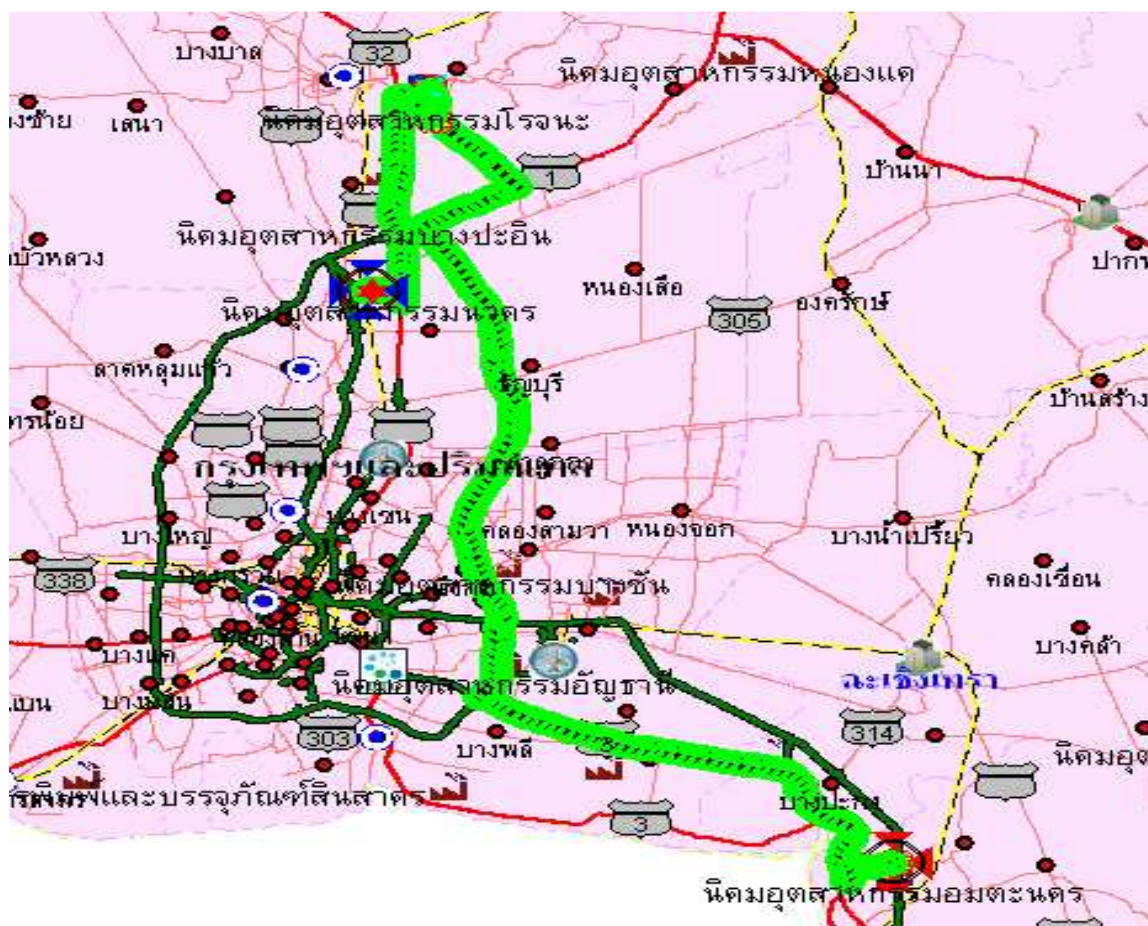 บางบาล
32
นิคมอุตสาหกรรมหนองแค
เสนา
นิคมอุตสาหกรรมโรจนะ
บ้านนา
1
นิคมอุตสาหกรรมบางปะอิน
หนองเสือ
องครักษ์
305
นิคมอุตสาหกรรมนวนคร
ลาดหลุมแก้ว
ธัญบุรี
บ้านสร้าง
กรุงเทพฯและปริมณฑล
บางเขน
คลองสามวา
หนองจอก
บางน้ำเปรี้ยว
บางใหญ่
338
คลองเขื่อน
นิคมอุตสาหกรรมบางชัน
บางแค
บางคล้า
นิคมอุตสาหกรรมอัญธานี
ฉะเชิงเทรา
303
บางพลี
314
บางปะกง
3
นิคมอุตสาหกรรมอมตะนคร